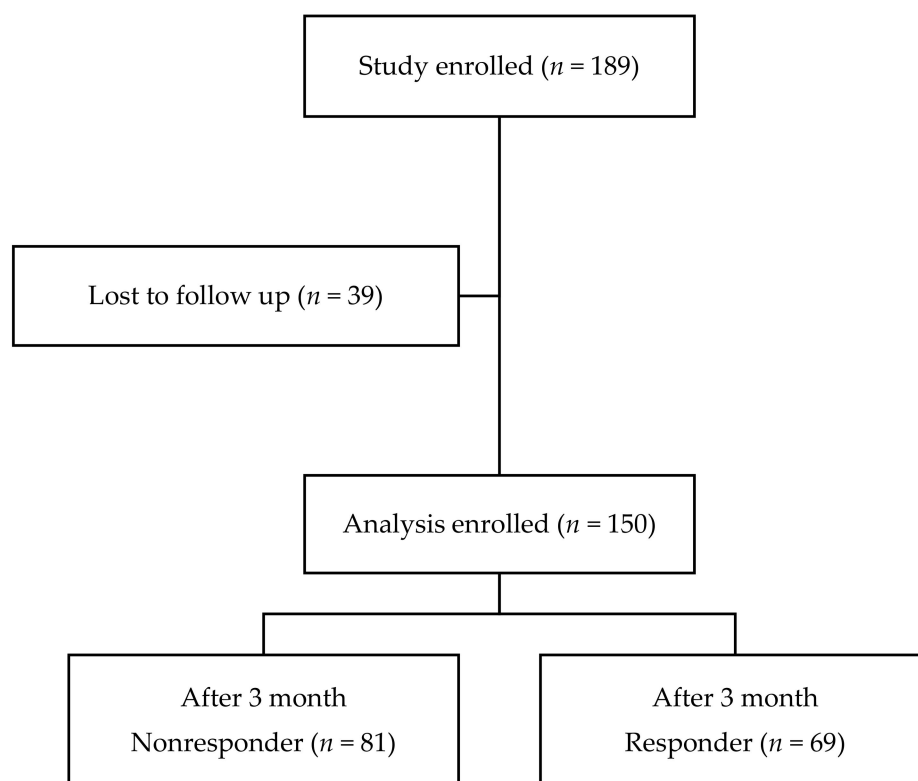 Study enrolled (n = 189)
Lost to follow up (n = 39)
Analysis enrolled (n = 150)
After 3 month
Nonresponder (n = 81)
After 3 month
Responder (n = 69)